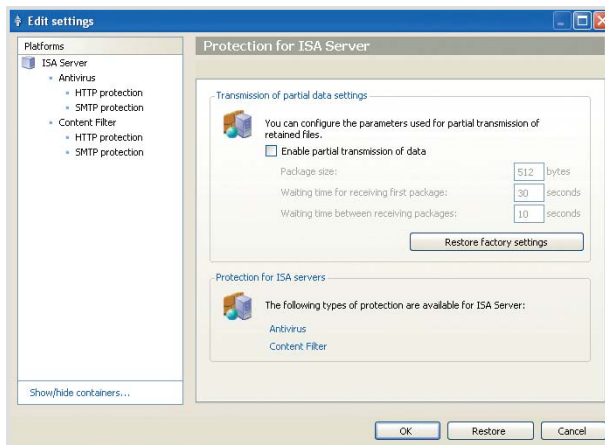 Edit settings
Platforms
ISA Server
Antivirus
HTTP protection
SMTP protection
Content Filter
HTTP protection
SMTP protection
Show/hide containers...
Protection for ISA Server
Transmission of partial data settings
You can configure the parameters used for partial transmission of
retained files.
Enable partial transmission of data
Package size: 512 bytes
Waiting time for receiving first package: 30 seconds
Waiting time between receiving packages: 10 seconds
Restore factory settings
Protection for ISA servers
The following types of protection are available for ISA Server:
Antivirus
Content Filter
OK Restore Cancel